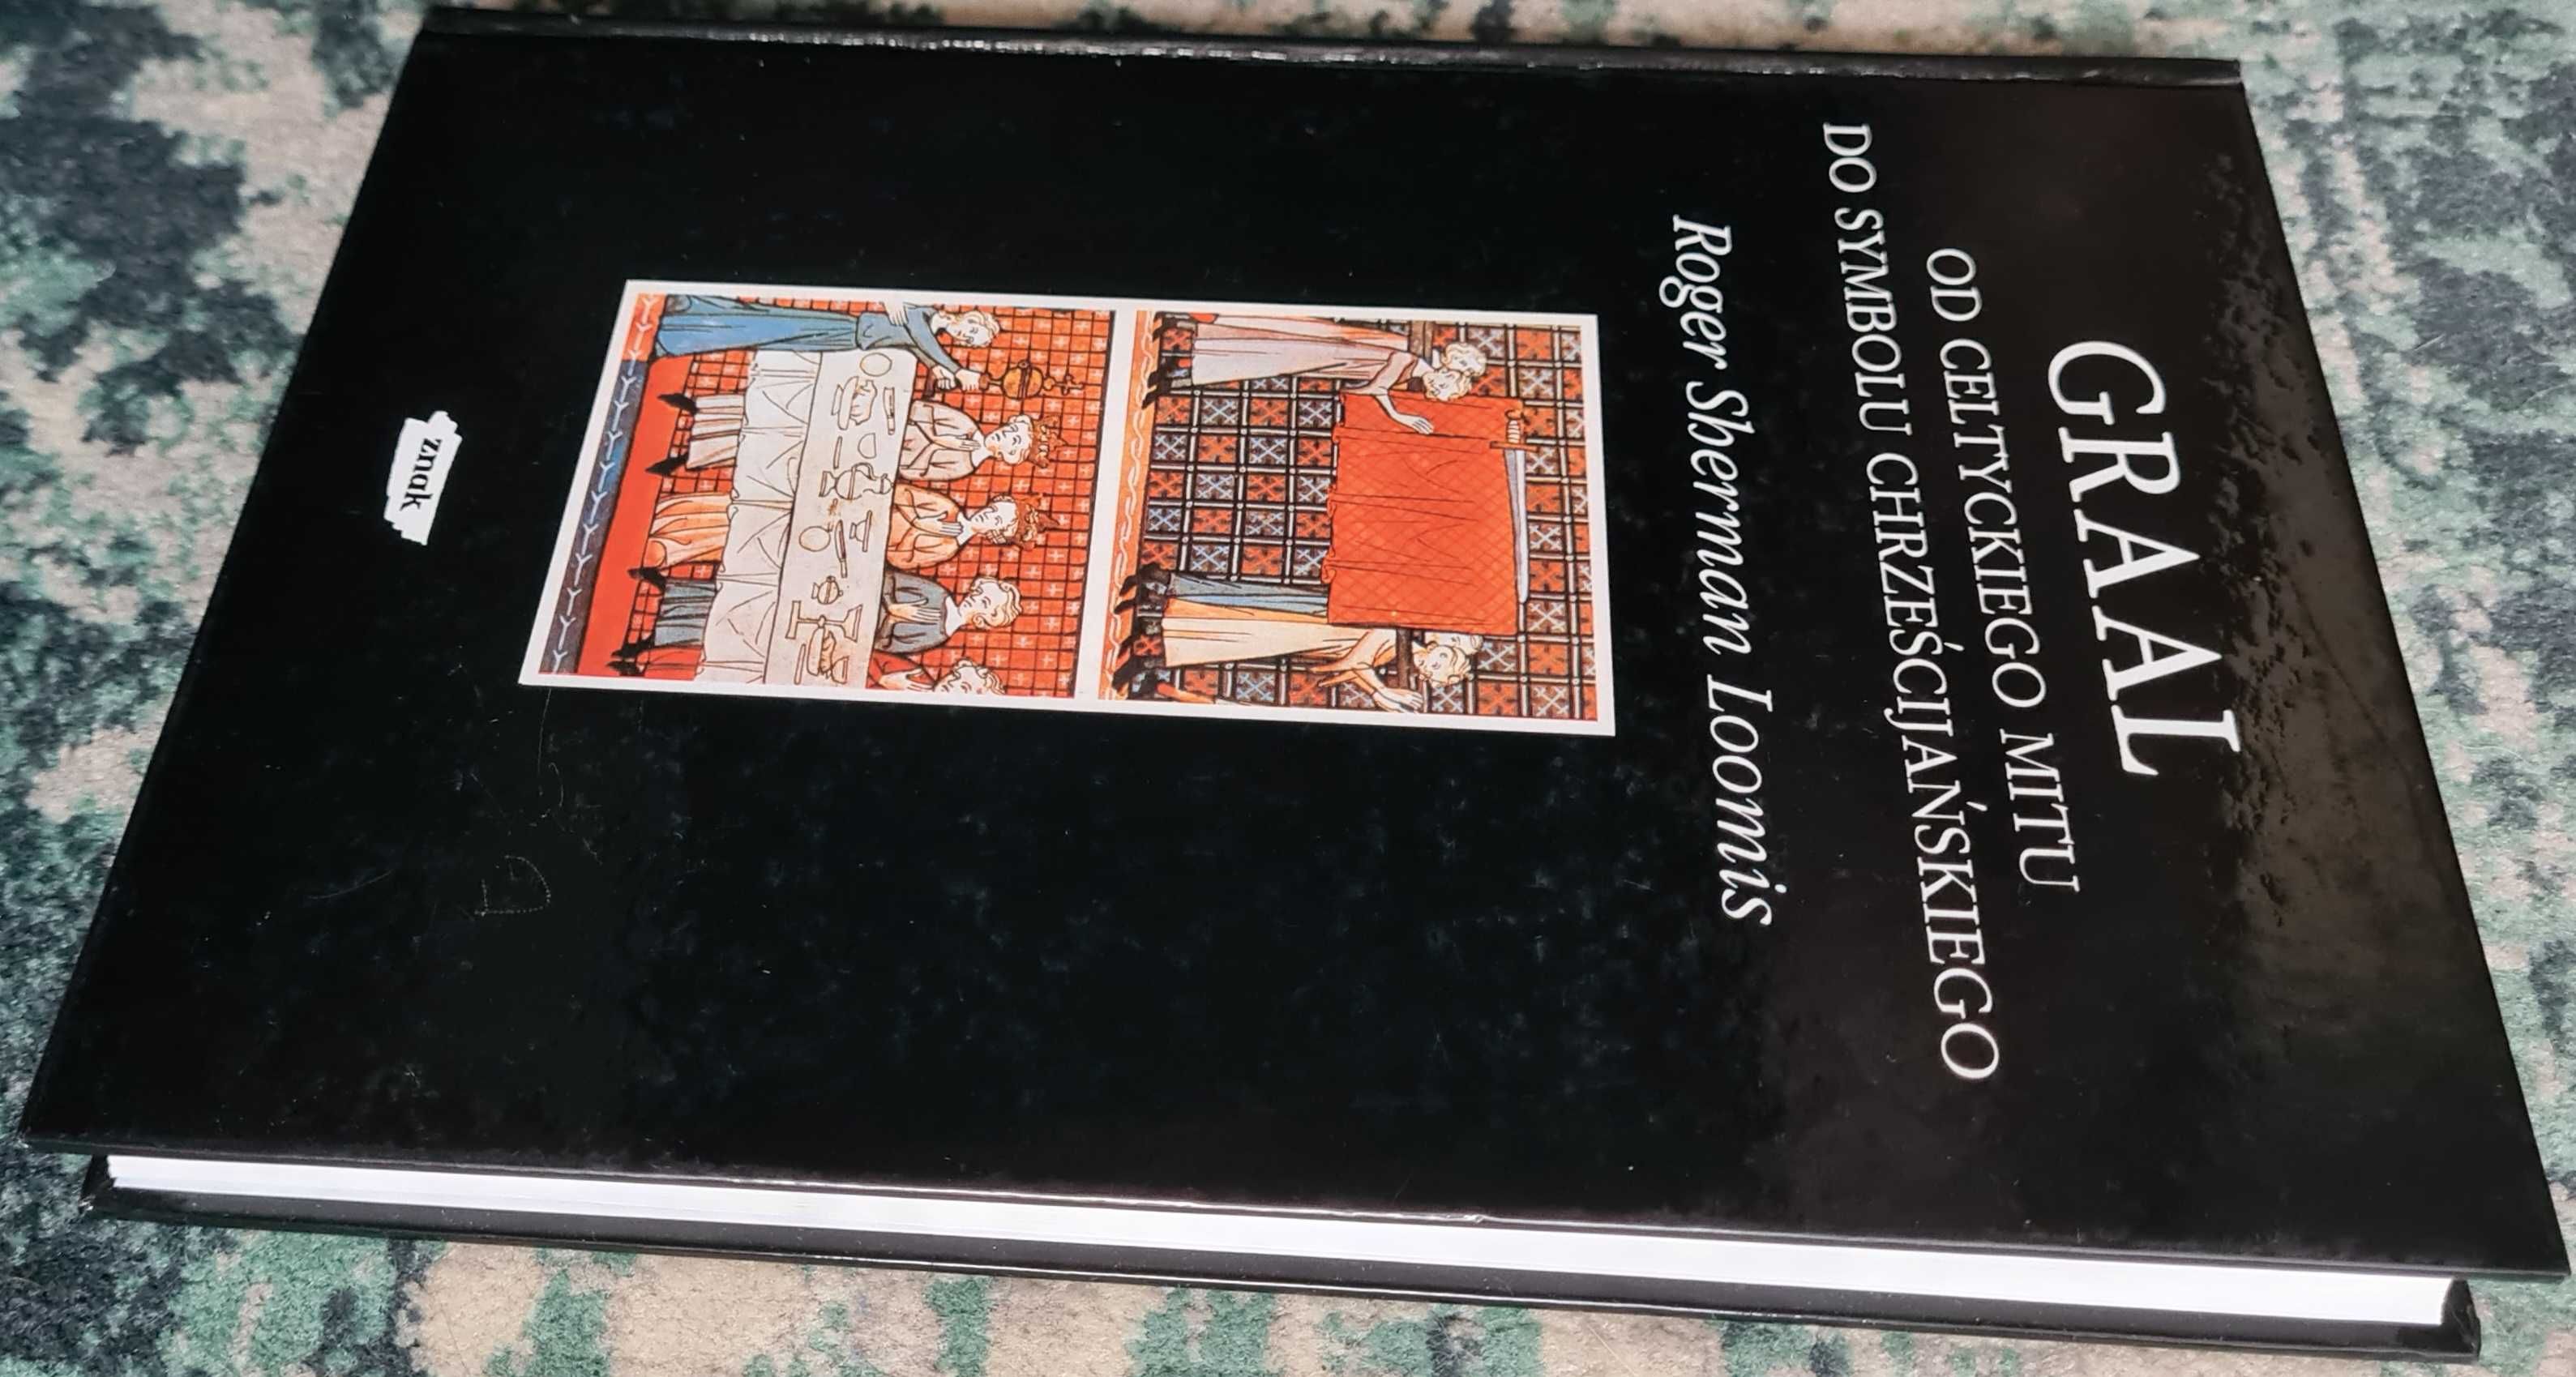 GRAAL
OD CELTYCKIEGO MITU
DO SYMBOLU CHRZEŚCIJAŃSKIEGO
Roger Sherman Loomis
znak